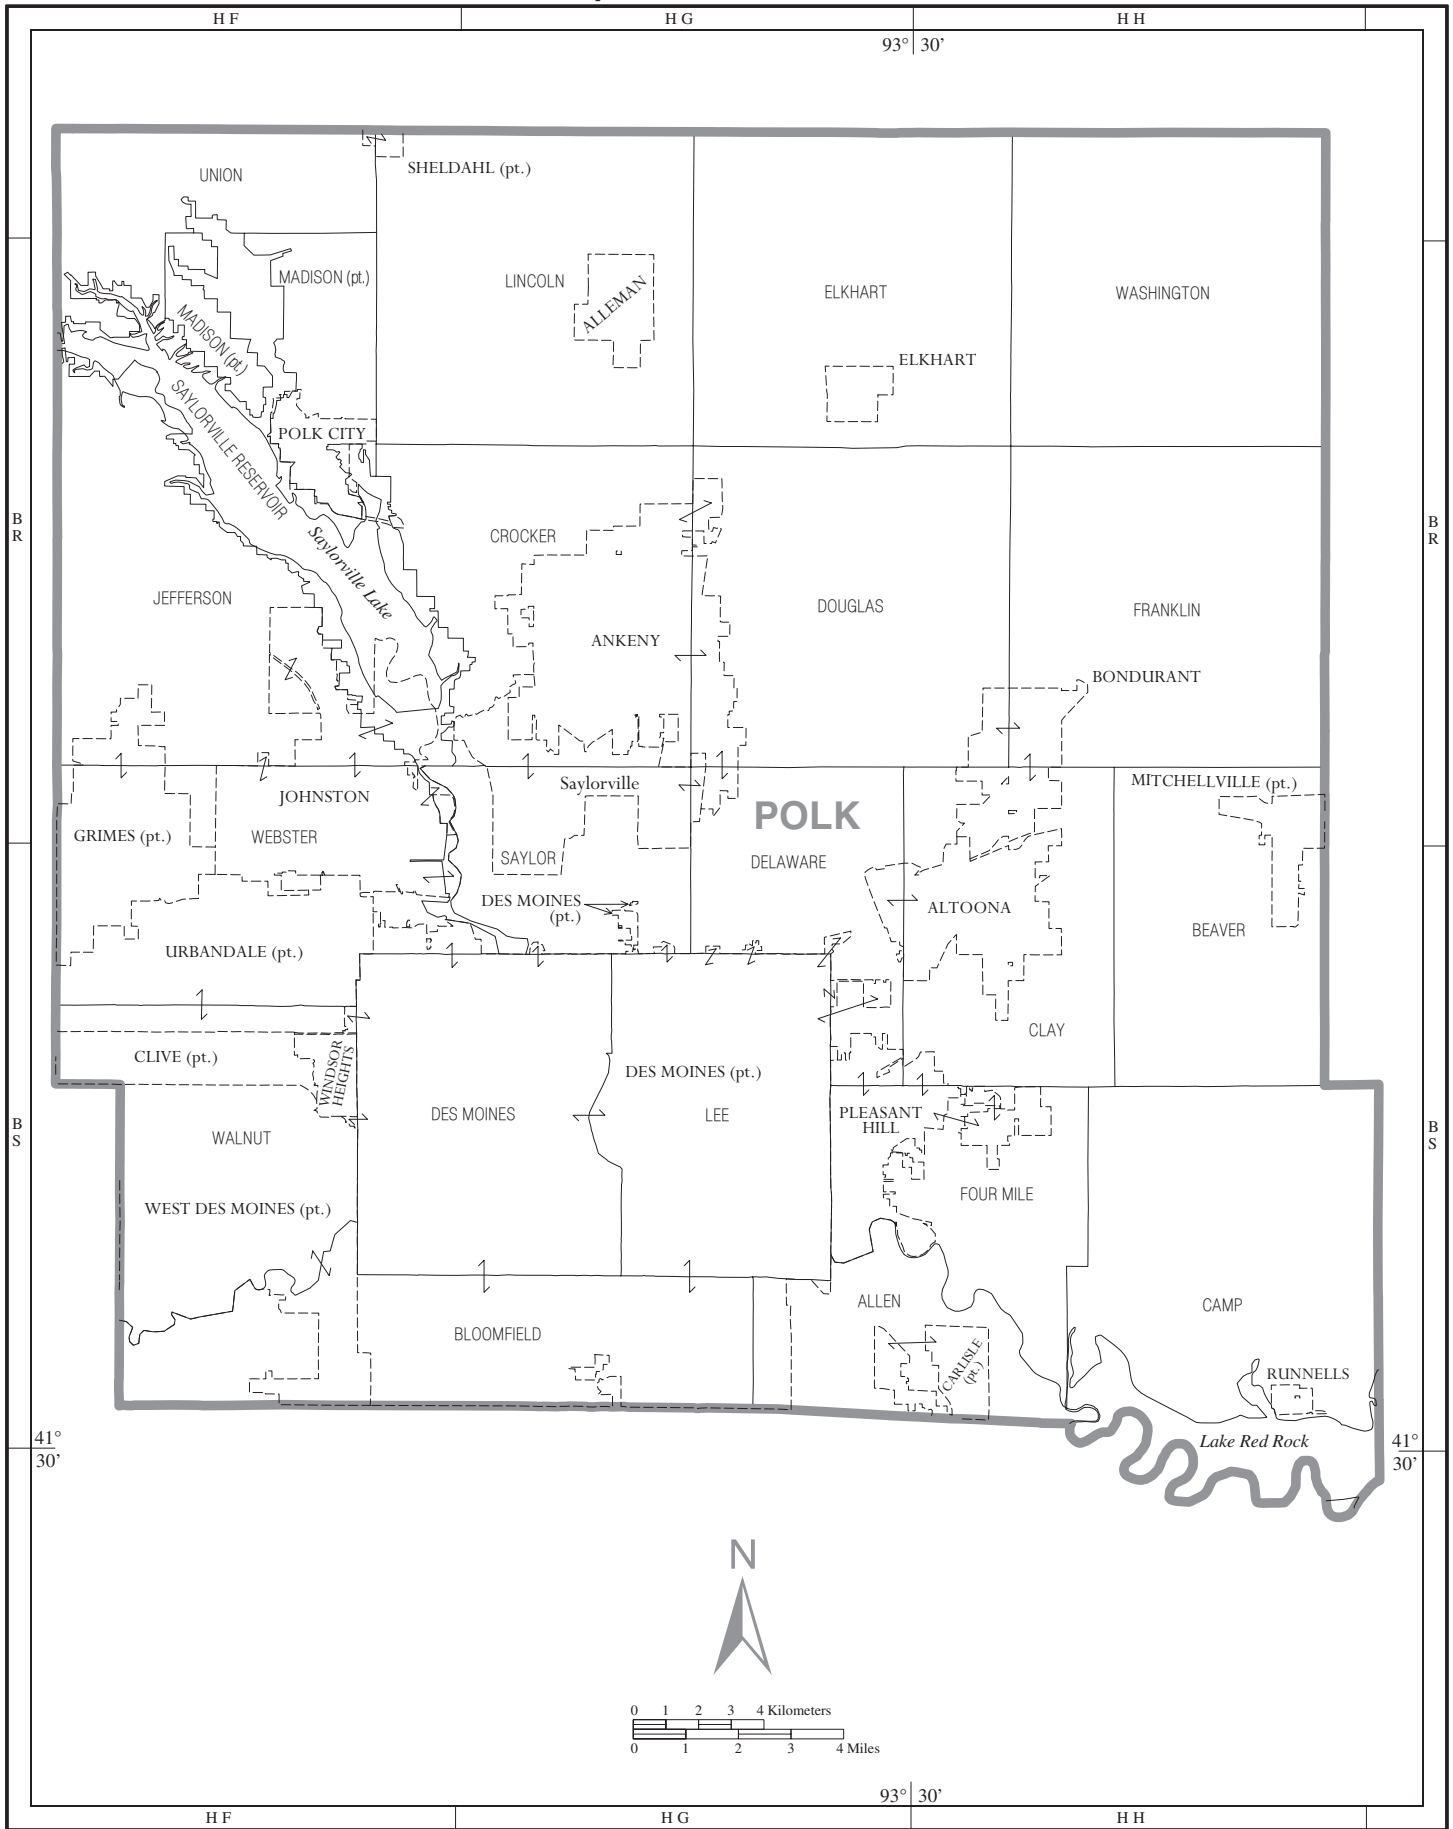 H F
H G
H H
93° 30'
SHELDAHL (pt.)
UNION
MADISON (pt.)
LINCOLN
ALLEMAN
ELKHART
WASHINGTON
MADISON (pt.)
ELKHART
SAYLORVILLE RESERVOIR
POLK CITY
B
R
B
R
CROCKER
Saylorville Lake
JEFFERSON
DOUGLAS
FRANKLIN
ANKENY
BONDURANT
Saylorville
MITCHELLVILLE (pt.)
JOHNSTON
POLK
GRIMES (pt.)
WEBSTER
SAYLOR
DELAWARE
DES MOINES
(pt.)
ALTOONA
BEAVER
URBANDALE (pt.)
CLAY
CLIVE (pt.)
WINDSOR
HEIGHTS
DES MOINES (pt.)
DES MOINES
LEE
PLEASANT
HILL
B
S
B
S
WALNUT
FOUR MILE
WEST DES MOINES (pt.)
ALLEN
CAMP
BLOOMFIELD
CARLISLE
(pt.)
RUNNELLS
Lake Red Rock
41°
30'
41°
30'
N
0 1 2 3 4 Kilometers
0 1 2 3 4 Miles
93° 30'
H F
H G
H H